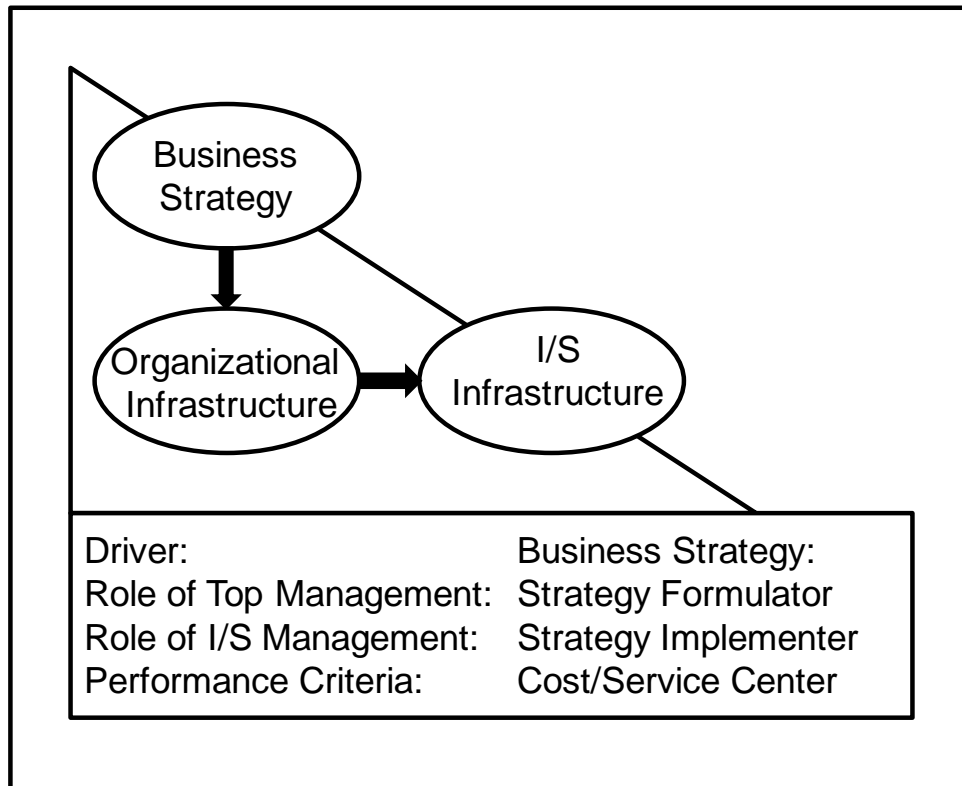 Business
Strategy
Organizational
Infrastructure
I/S
Infrastructure
Driver: Business Strategy:
Role of Top Management: Strategy Formulator
Role of I/S Management: Strategy Implementer
Performance Criteria: Cost/Service Center